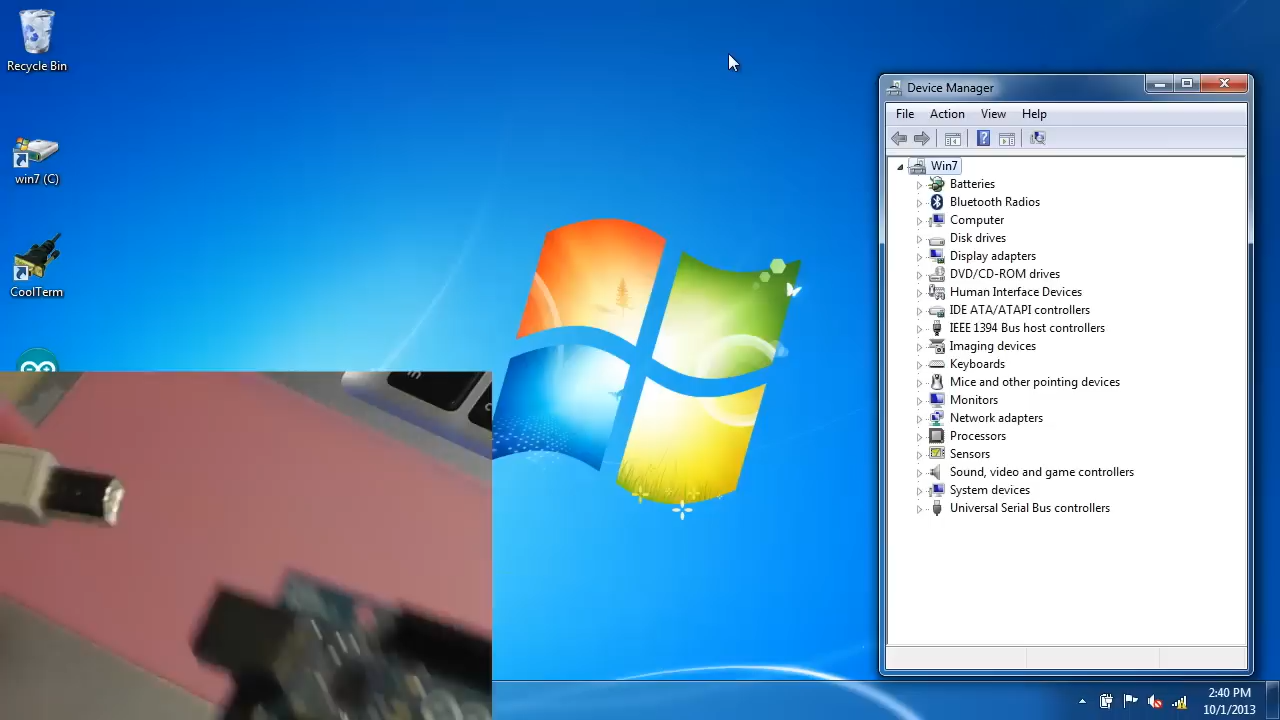 Recycle Bin
win7 (C)
CoolTerm
Device Manager
File Action View Help
Win7
Batteries
Bluetooth Radios
Computer
Disk drives
Display adapters
DVD/CD-ROM drives
Human Interface Devices
IDE ATA/ATAPI controllers
IEEE 1394 Bus host controllers
Imaging devices
Keyboards
Mice and other pointing devices
Monitors
Network adapters
Processors
Sensors
Sound, video and game controllers
System devices
Universal Serial Bus controllers
2:40 PM
10/1/2013